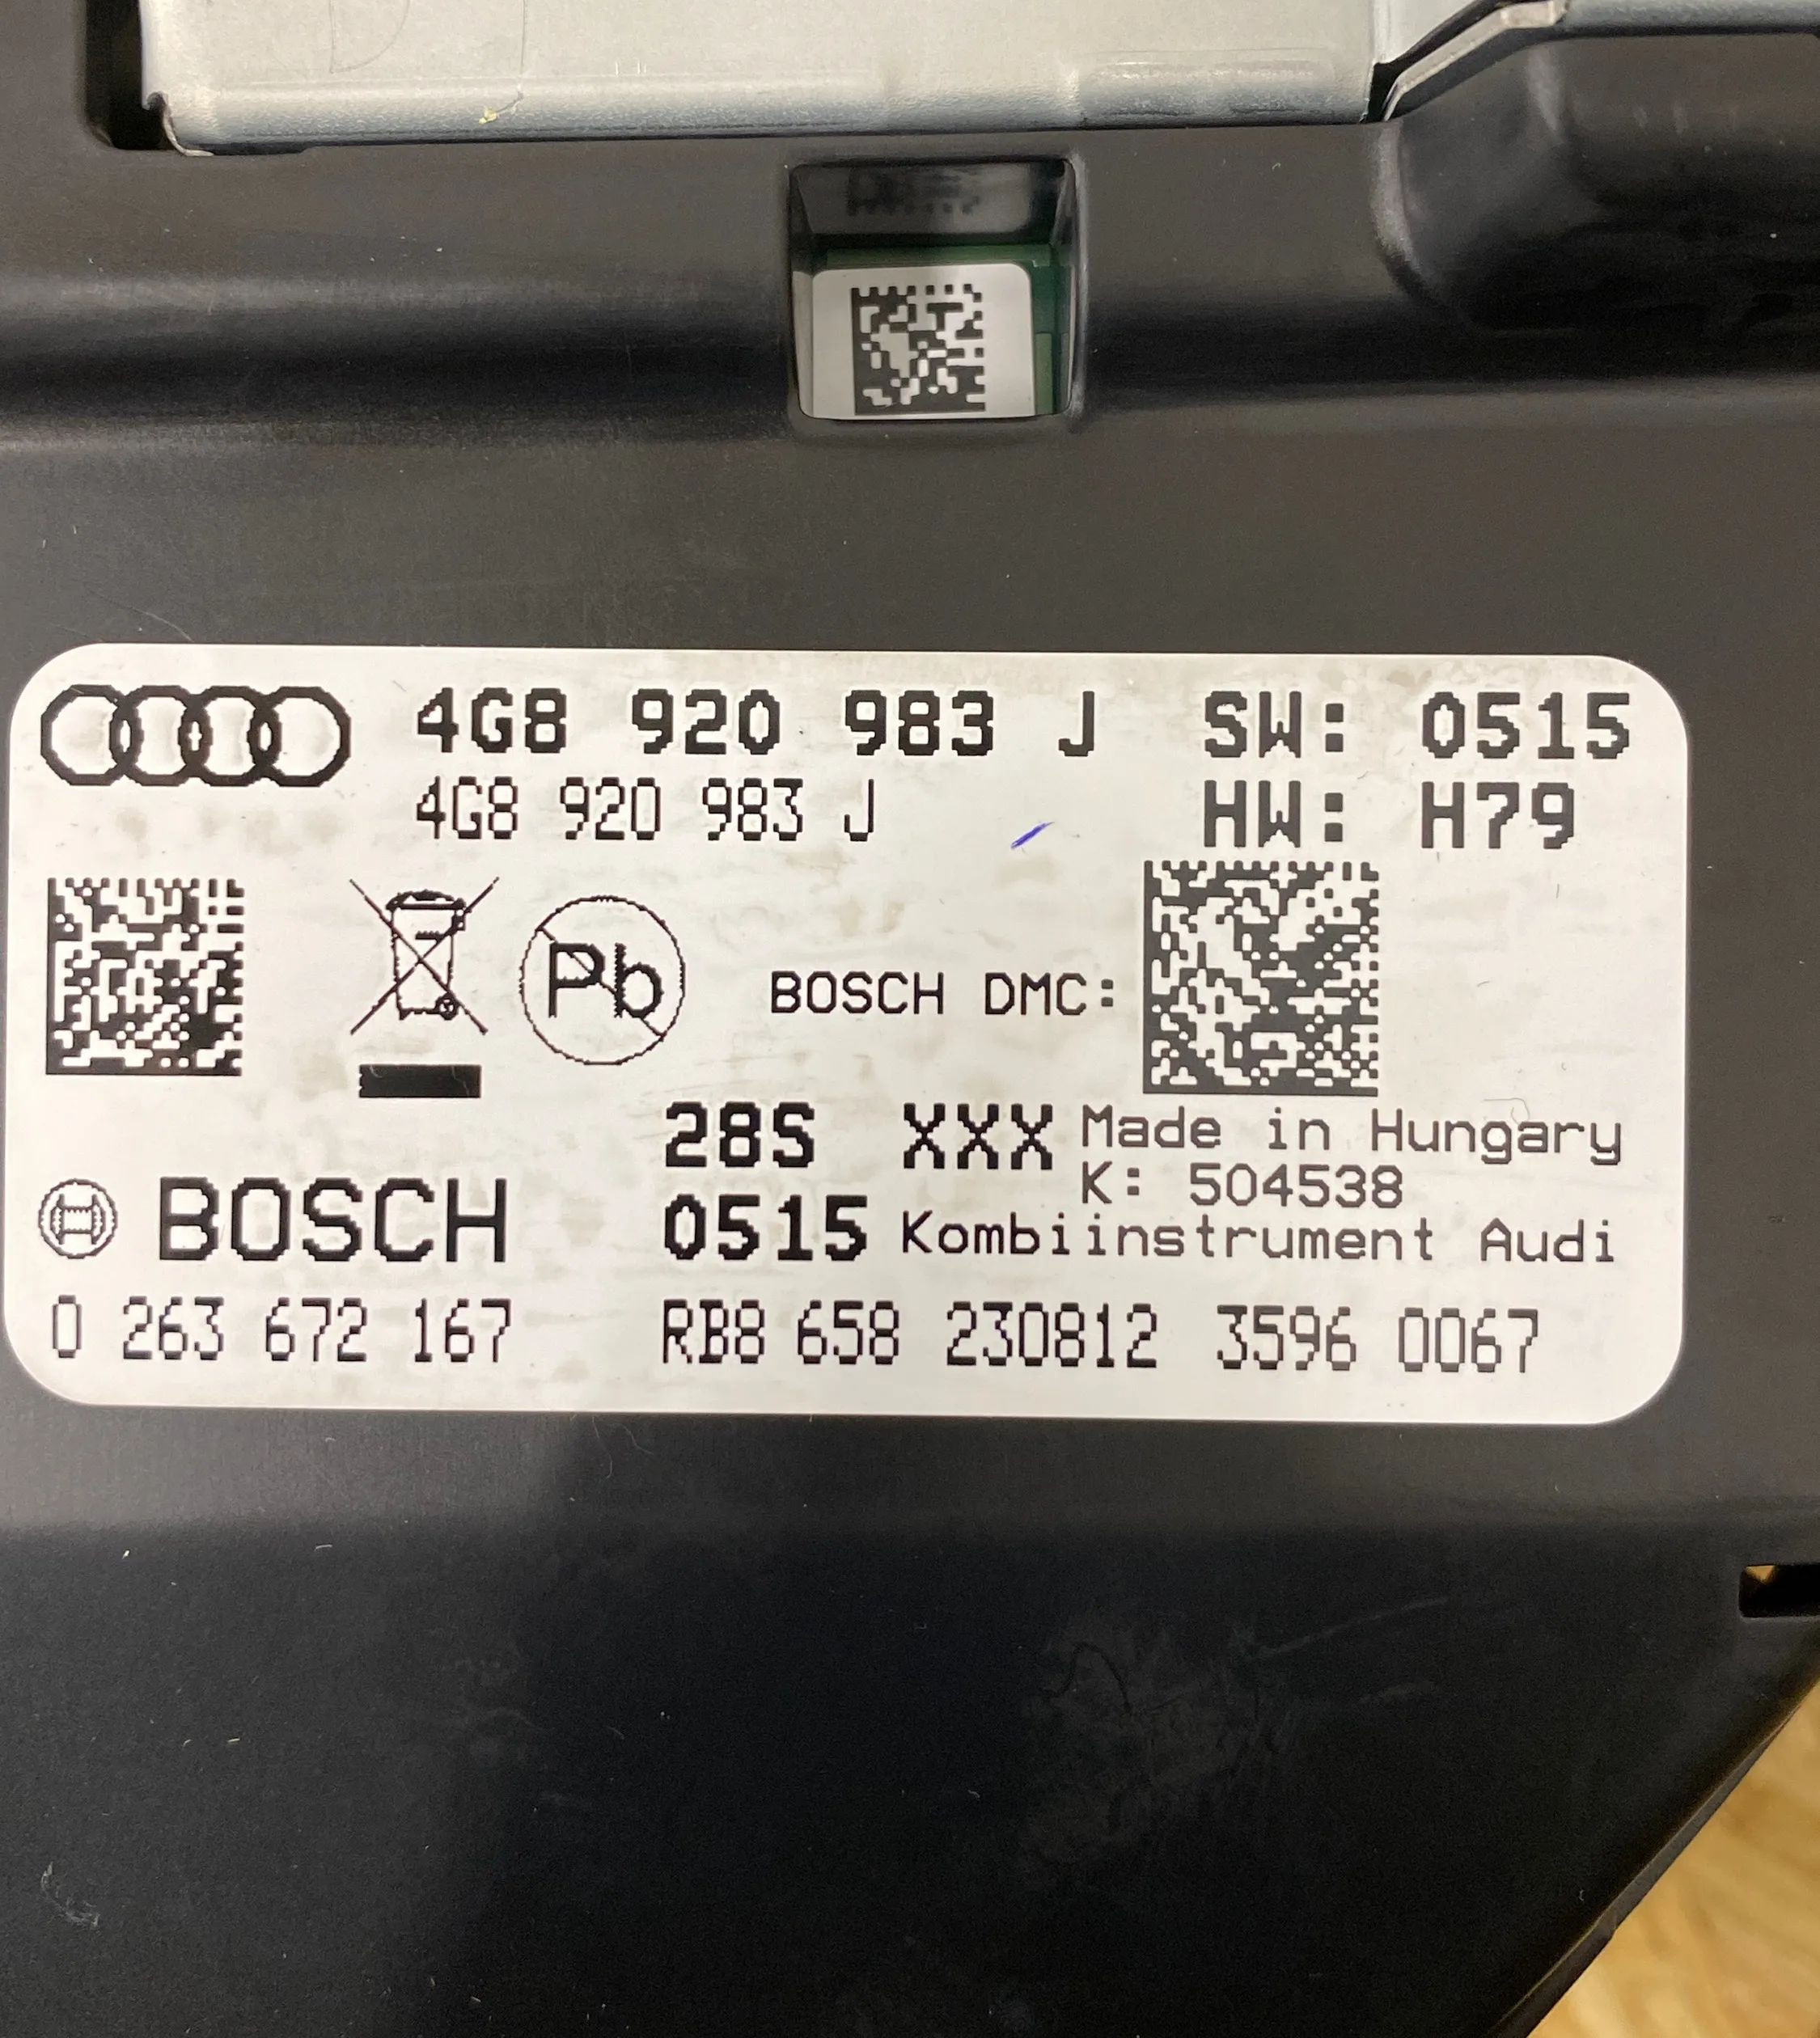 4G8 920 983 J SW: 0515
4G8 920 983 J HW: H79
Pb
BOSCH DMC:
28S XXX Made in Hungary
K: 504538
BOSCH 0515 Kombiinstrument Audi
0 263 672 167 RB8 658 230812 3596 0067